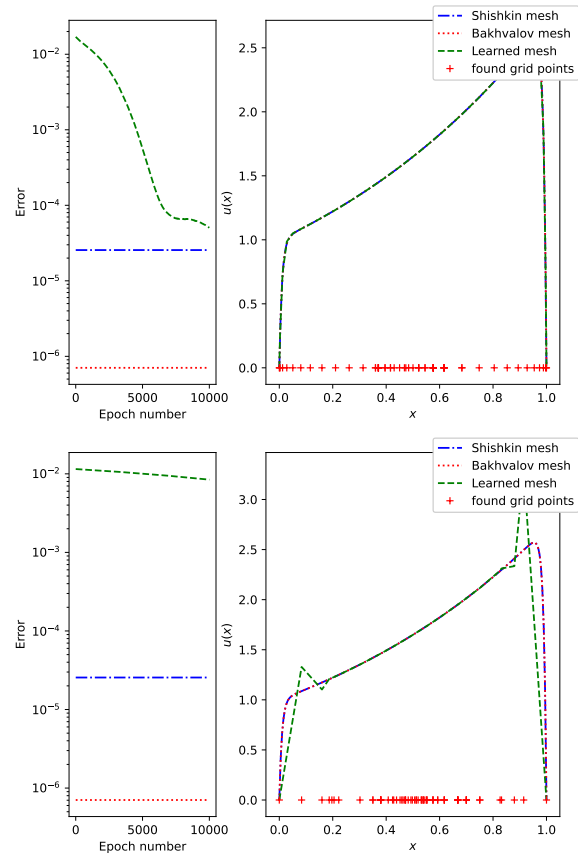 Shishkin mesh
Bakhvalov mesh
Learned mesh
found grid points
10⁻²
10⁻³
10⁻⁴
10⁻⁵
10⁻⁶
Error
0 5000 10000
Epoch number
2.5
2.0
1.5
1.0
0.5
0.0
u(x)
0.0 0.2 0.4 0.6 0.8 1.0
x
Shishkin mesh
Bakhvalov mesh
Learned mesh
found grid points
10⁻²
10⁻³
10⁻⁴
10⁻⁵
10⁻⁶
Error
0 5000 10000
Epoch number
3.0
2.5
2.0
1.5
1.0
0.5
0.0
u(x)
0.0 0.2 0.4 0.6 0.8 1.0
x